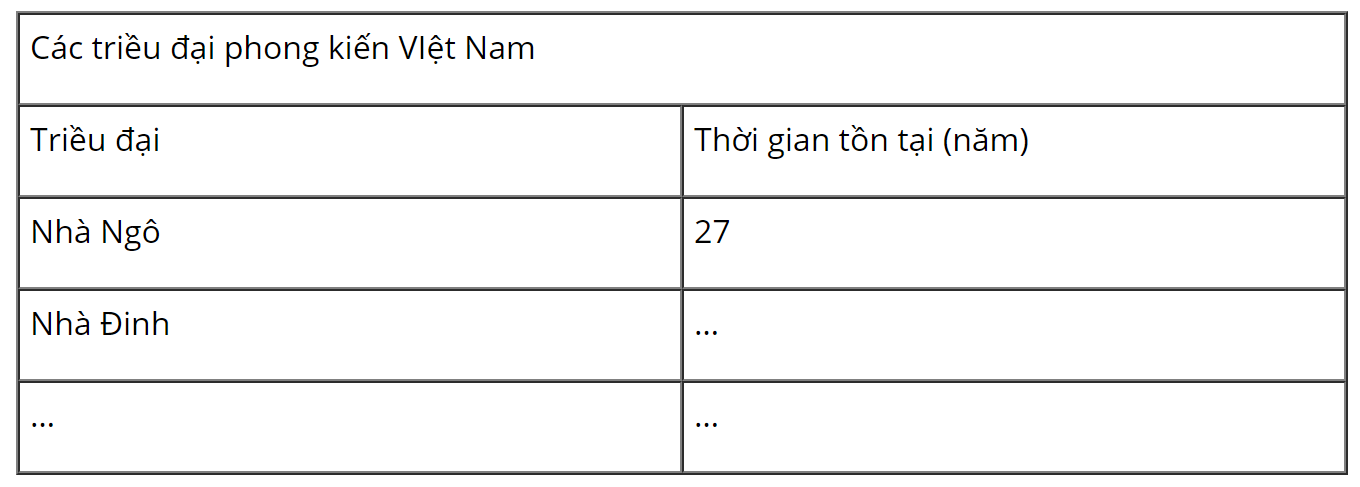 Các triều đại phong kiến VIệt Nam
Triều đại
Thời gian tồn tại (năm)
Nhà Ngô
27
Nhà Đinh
...
...
...